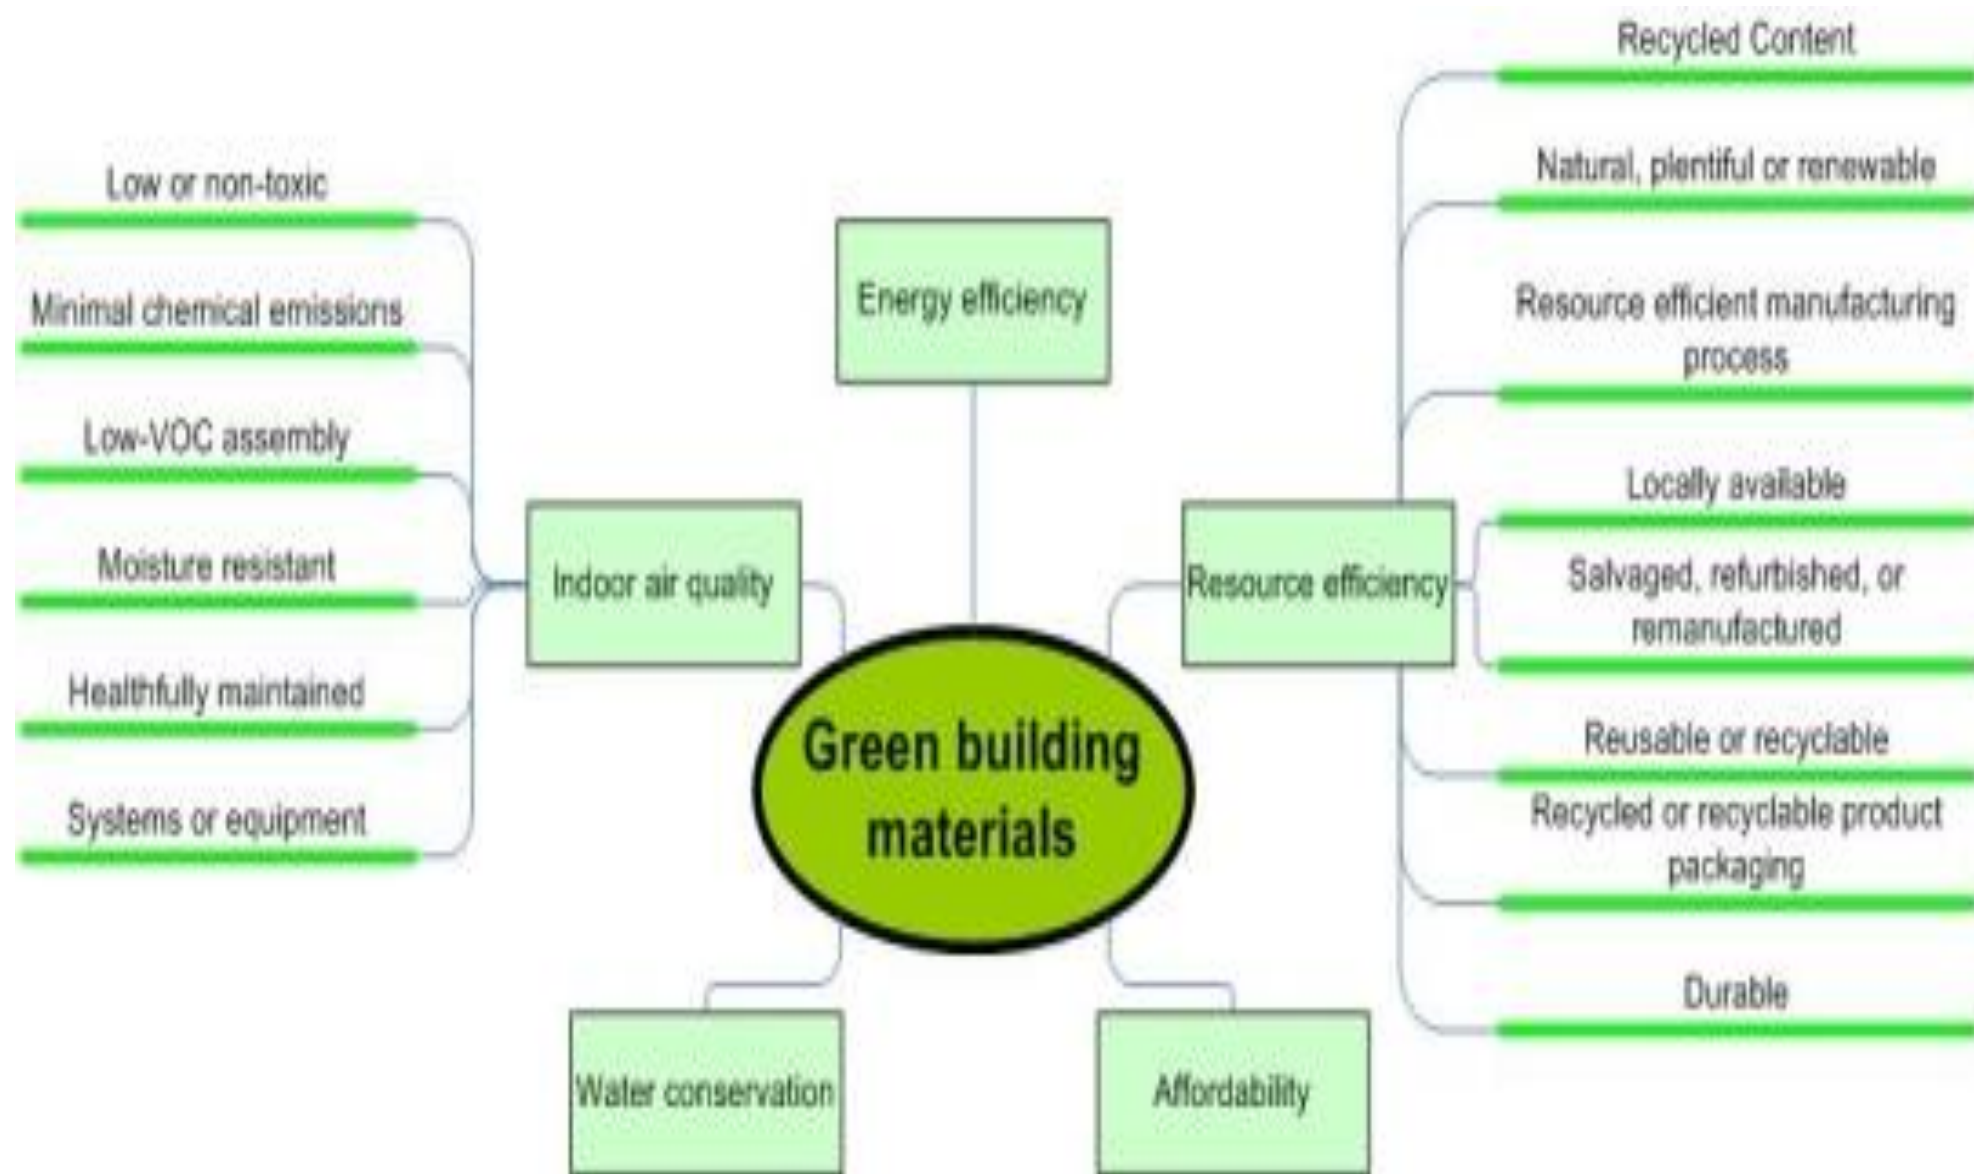 Low or non-toxic
Minimal chemical emissions
Low-VOC assembly
Moisture resistant
Healthfully maintained
Systems or equipment
Indoor air quality
Energy efficiency
Green building
materials
Water conservation
Affordability
Resource efficiency
Recycled Content
Natural, plentiful or renewable
Resource efficient manufacturing
process
Locally available
Salvaged, refurbished, or
remanufactured
Reusable or recyclable
Recycled or recyclable product
packaging
Durable